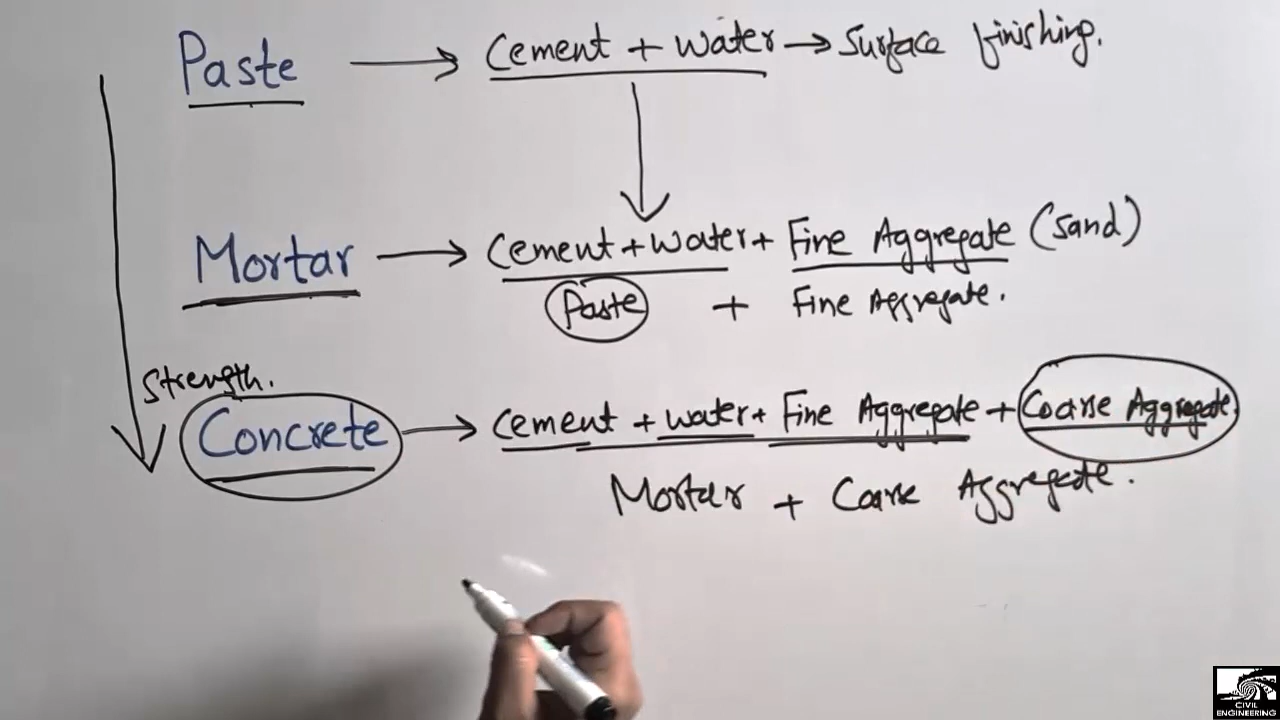 Paste → Cement + water → Surface finishing.
Mortar → Cement + water + Fine Aggregate (Sand)
Paste + Fine Aggregate.
Strength.
Concrete → Cement + water + Fine Aggregate + Coarse Aggregate.
Mortar + Coarse Aggregate.
CIVIL
ENGINEERING